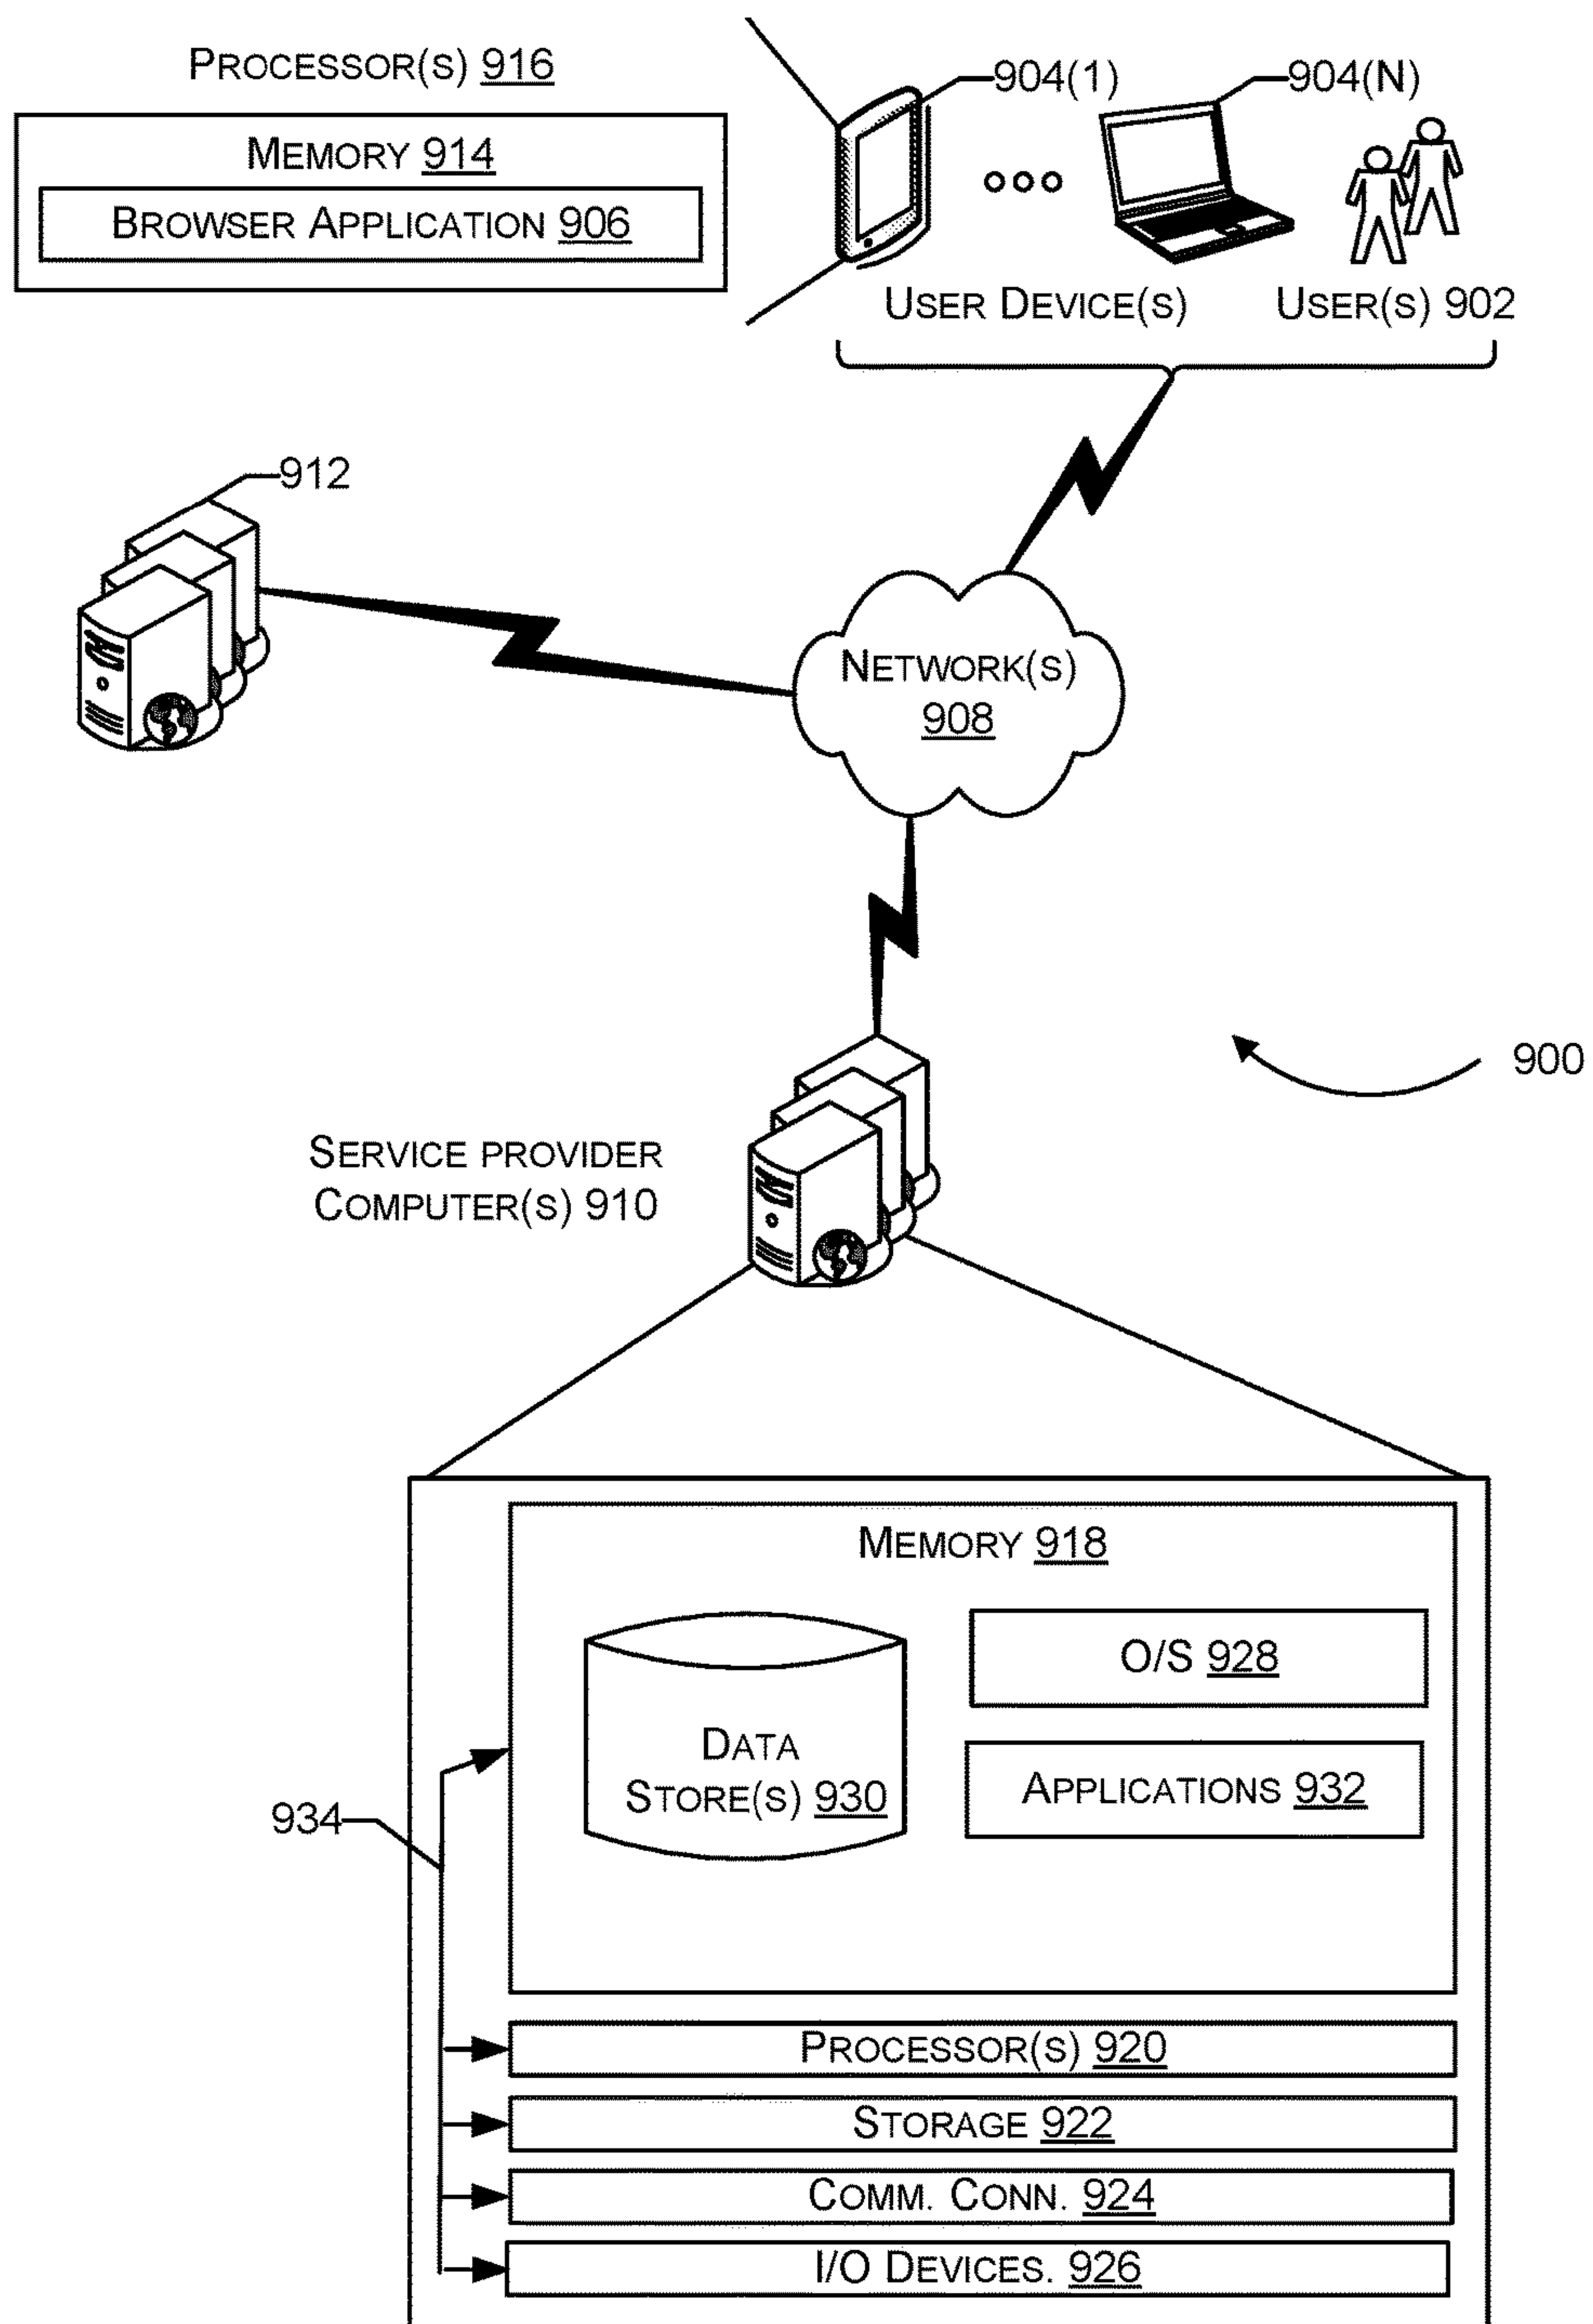 PROCESSOR(S) 916
MEMORY 914
BROWSER APPLICATION 906
904(1)
904(N)
USER DEVICE(S)
USER(S) 902
912
NETWORK(S)
908
900
SERVICE PROVIDER
COMPUTER(S) 910
MEMORY 918
O/S 928
DATA
STORE(S) 930
APPLICATIONS 932
934
PROCESSOR(S) 920
STORAGE 922
COMM. CONN. 924
I/O DEVICES. 926